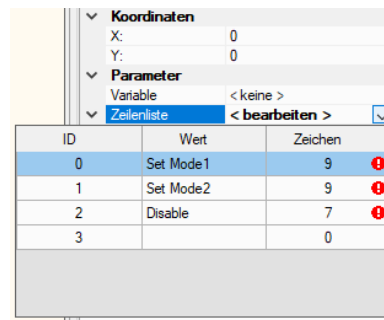 Koordinaten
X: 0
Y: 0
Parameter
Variable < keine >
Zeilenliste < bearbeiten >
ID Wert Zeichen
0 Set Mode1 9
1 Set Mode2 9
2 Disable 7
3 0